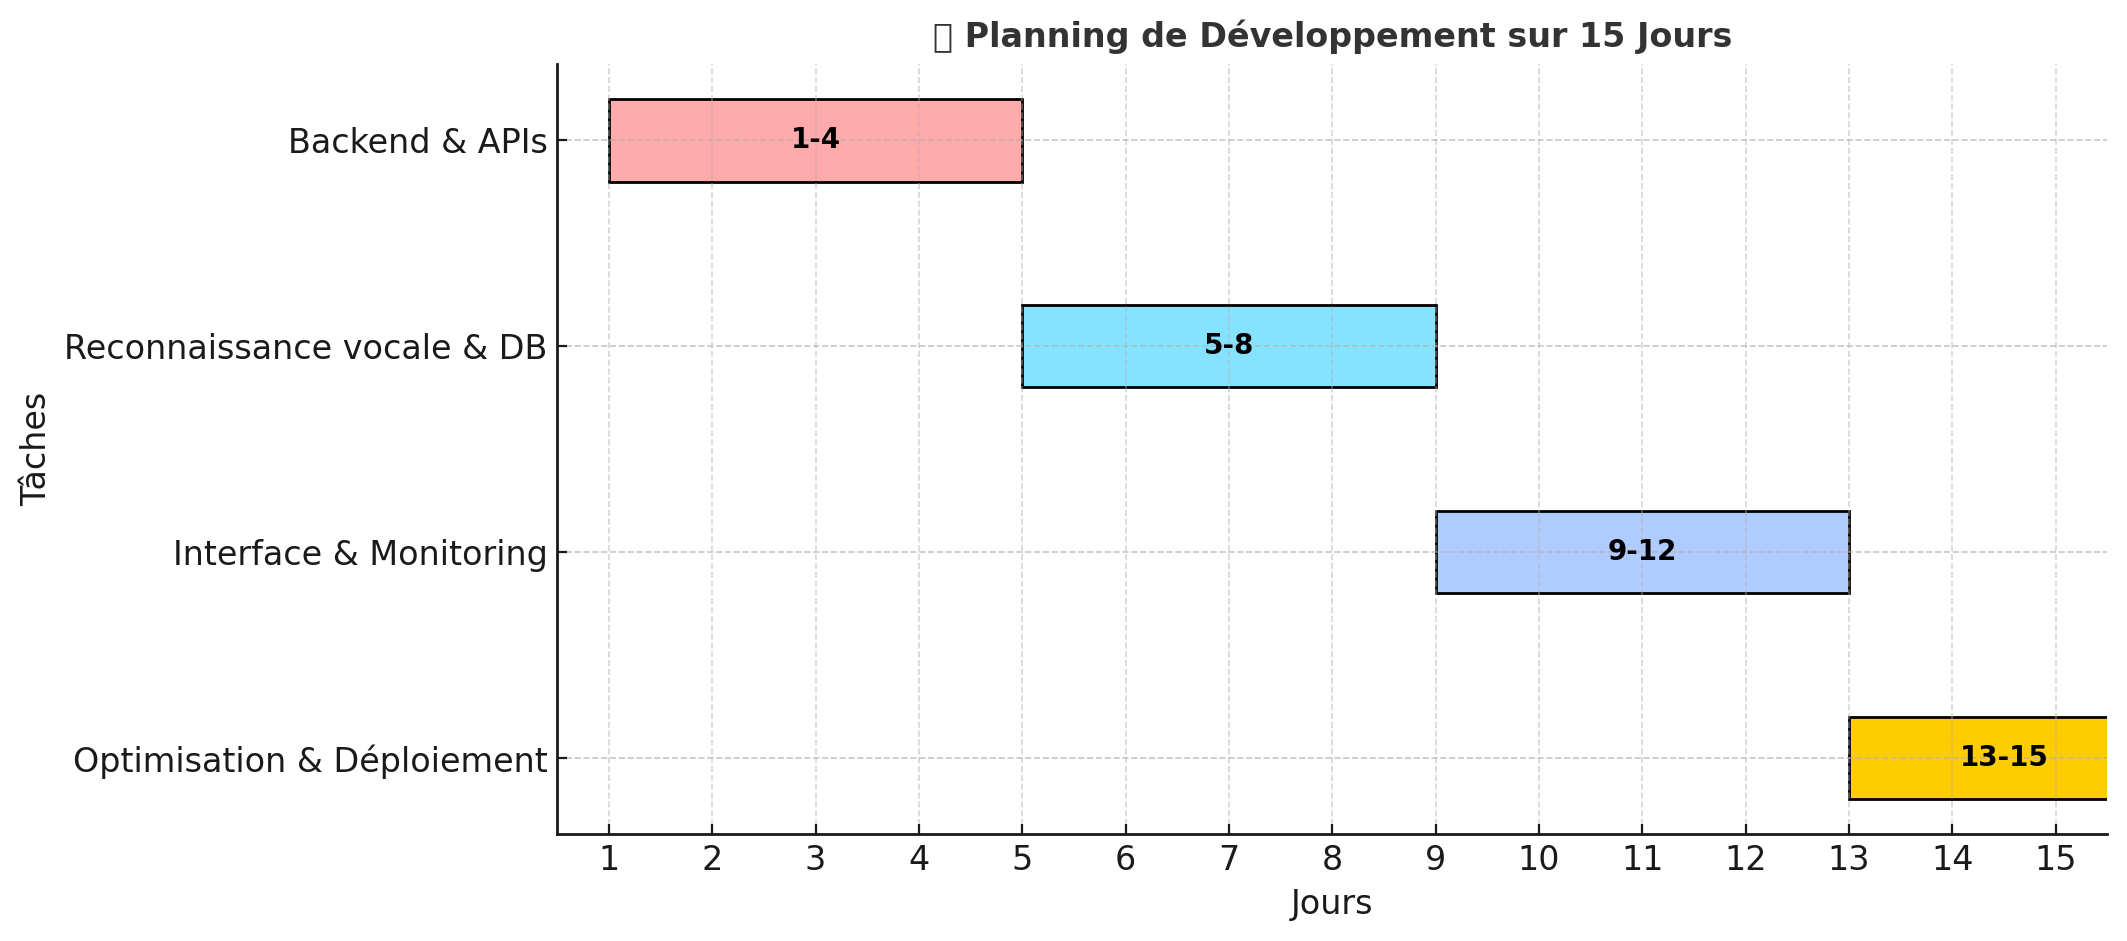 Planning de Développement sur 15 Jours
Backend & APIs
1-4
Reconnaissance vocale & DB
5-8
Tâches
Interface & Monitoring
9-12
Optimisation & Déploiement
13-15
1 2 3 4 5 6 7 8 9 10 11 12 13 14 15
Jours